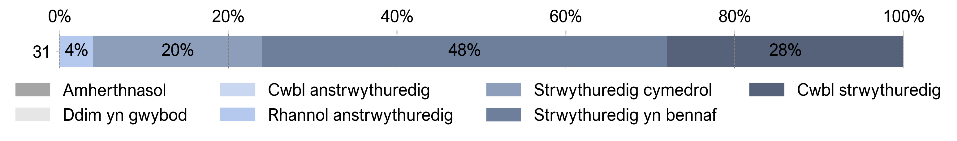 0% 20% 40% 60% 80% 100%
31 4% 20% 48% 28%
Amherthnasol Cwbl anstrwythuredig Strwythuredig cymedrol Cwbl strwythuredig
Ddim yn gwybod Rhannol anstrwythuredig Strwythuredig yn bennaf